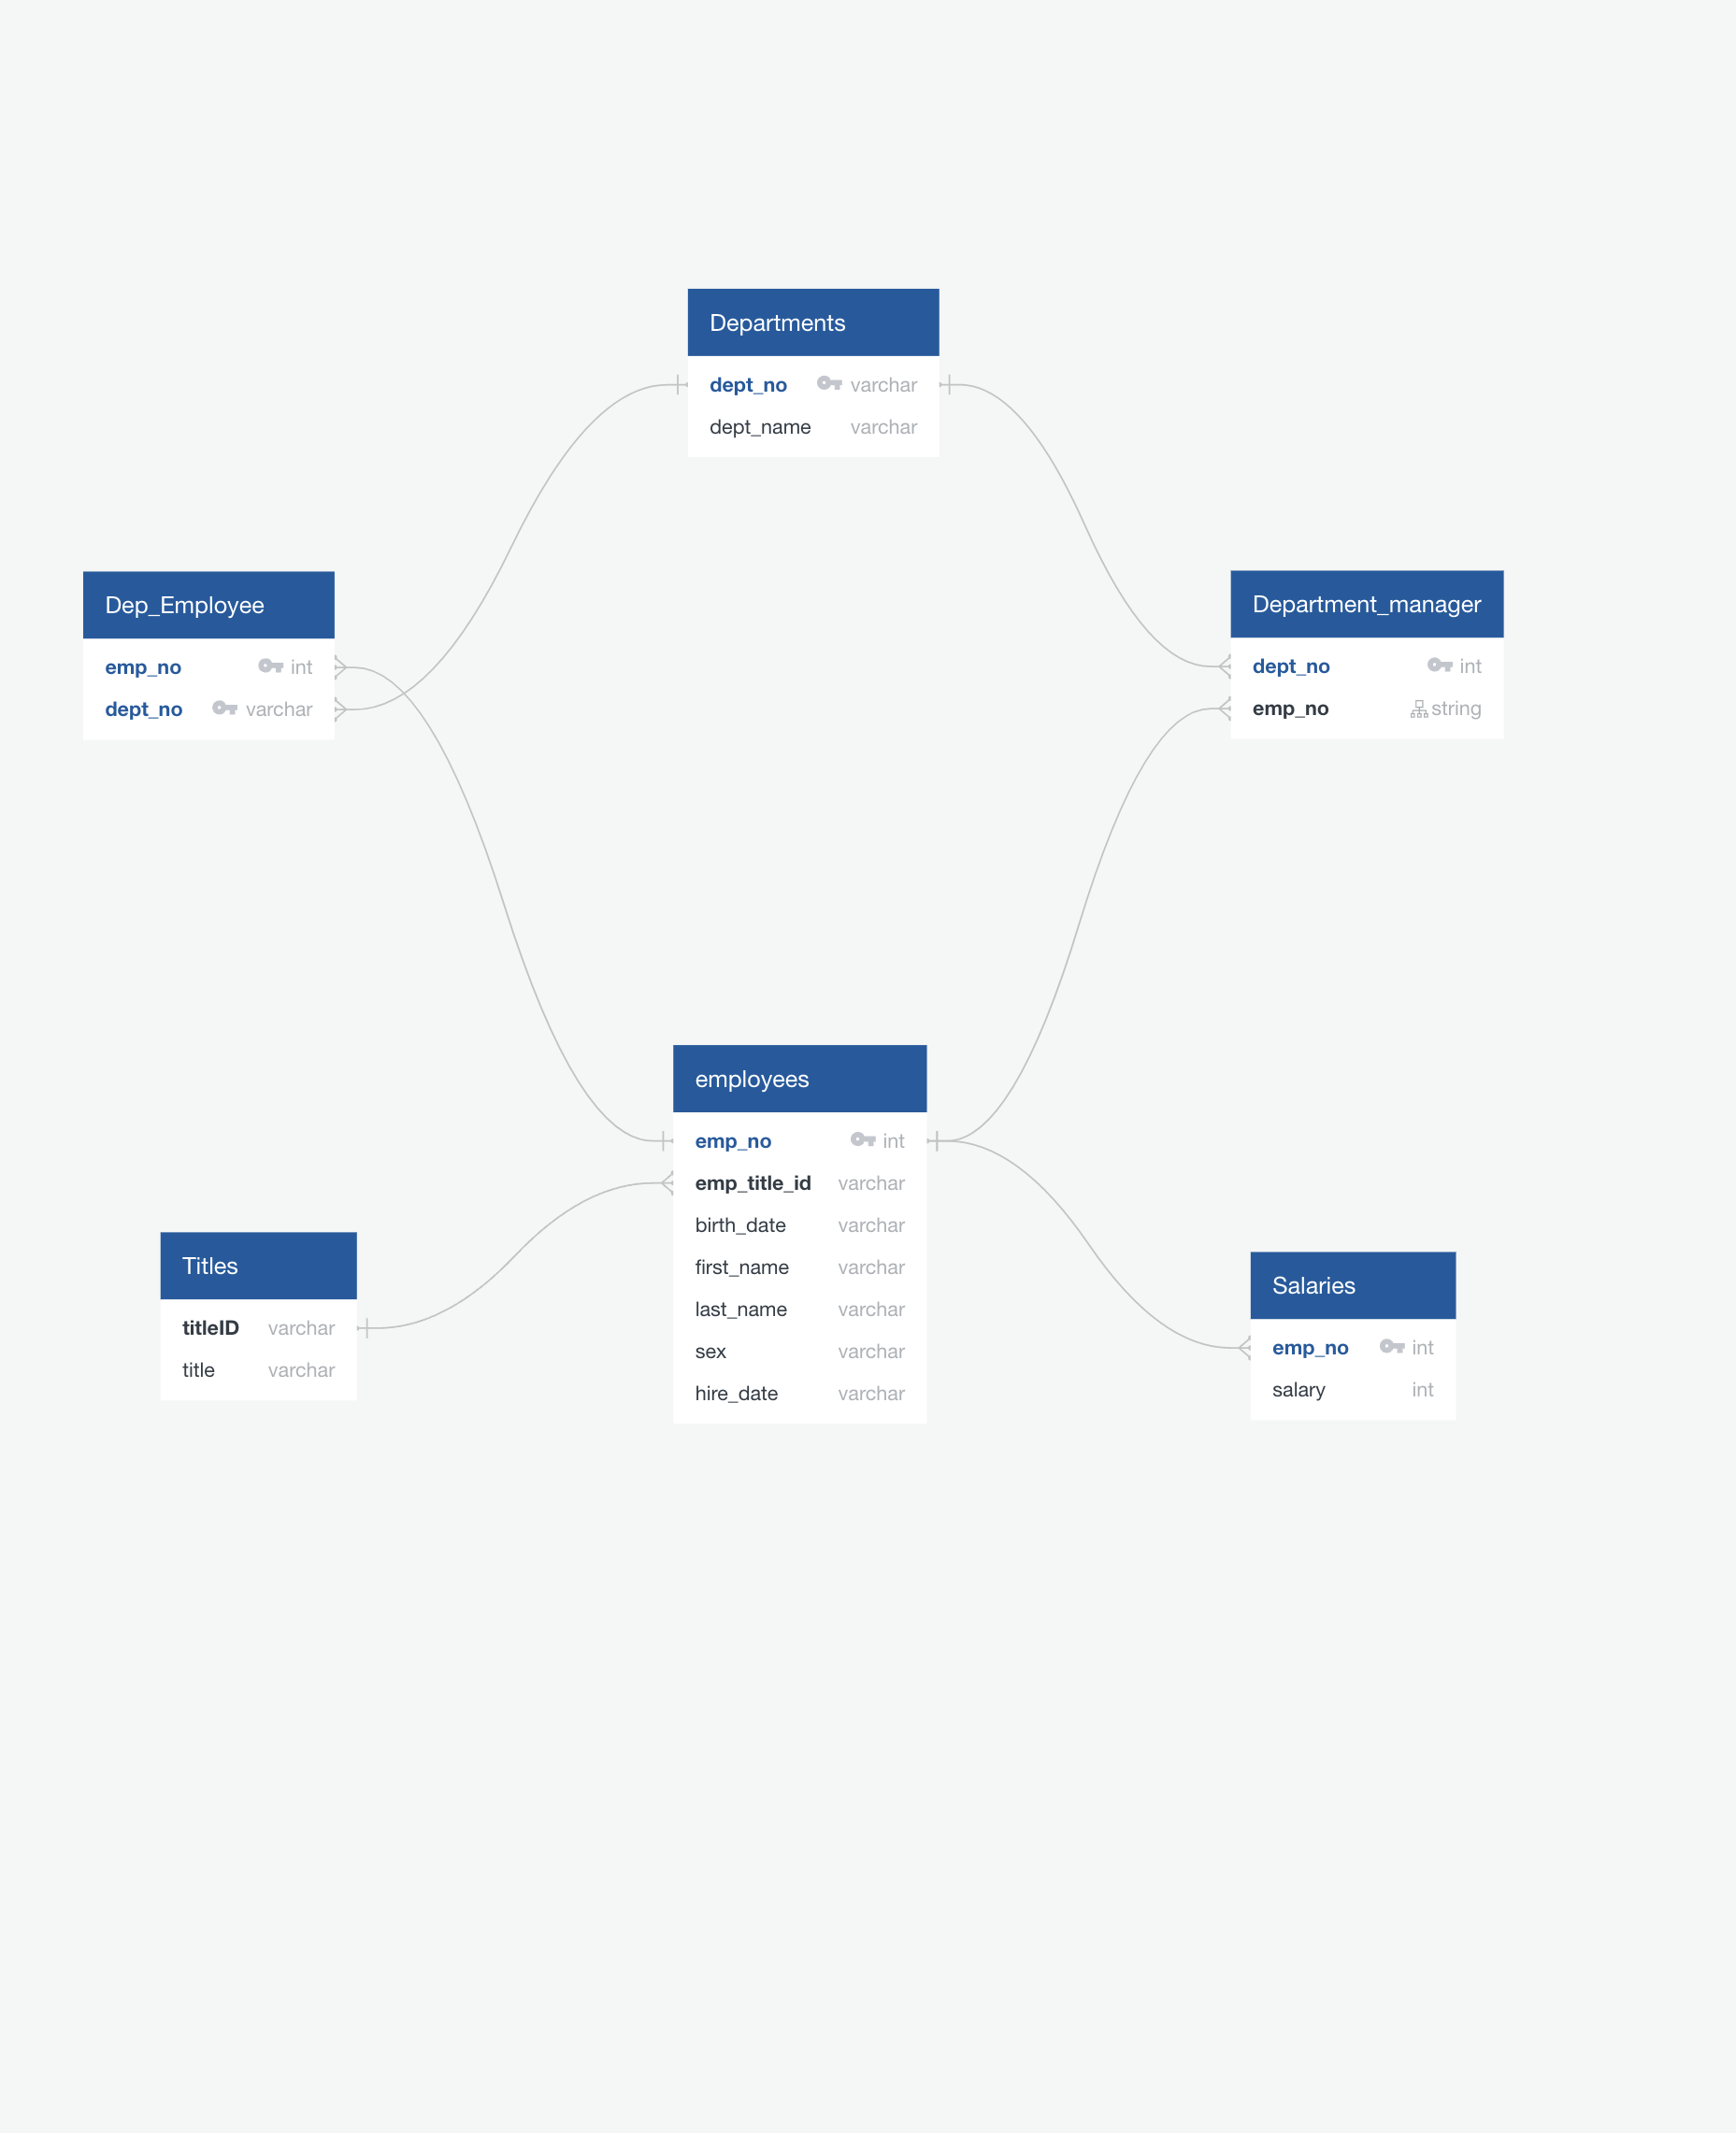 Departments
dept_no varchar
dept_name varchar
Dep_Employee
emp_no int
dept_no varchar
Department_manager
dept_no int
emp_no string
employees
emp_no int
emp_title_id varchar
birth_date varchar
first_name varchar
last_name varchar
sex varchar
hire_date varchar
Titles
titleID varchar
title varchar
Salaries
emp_no int
salary int